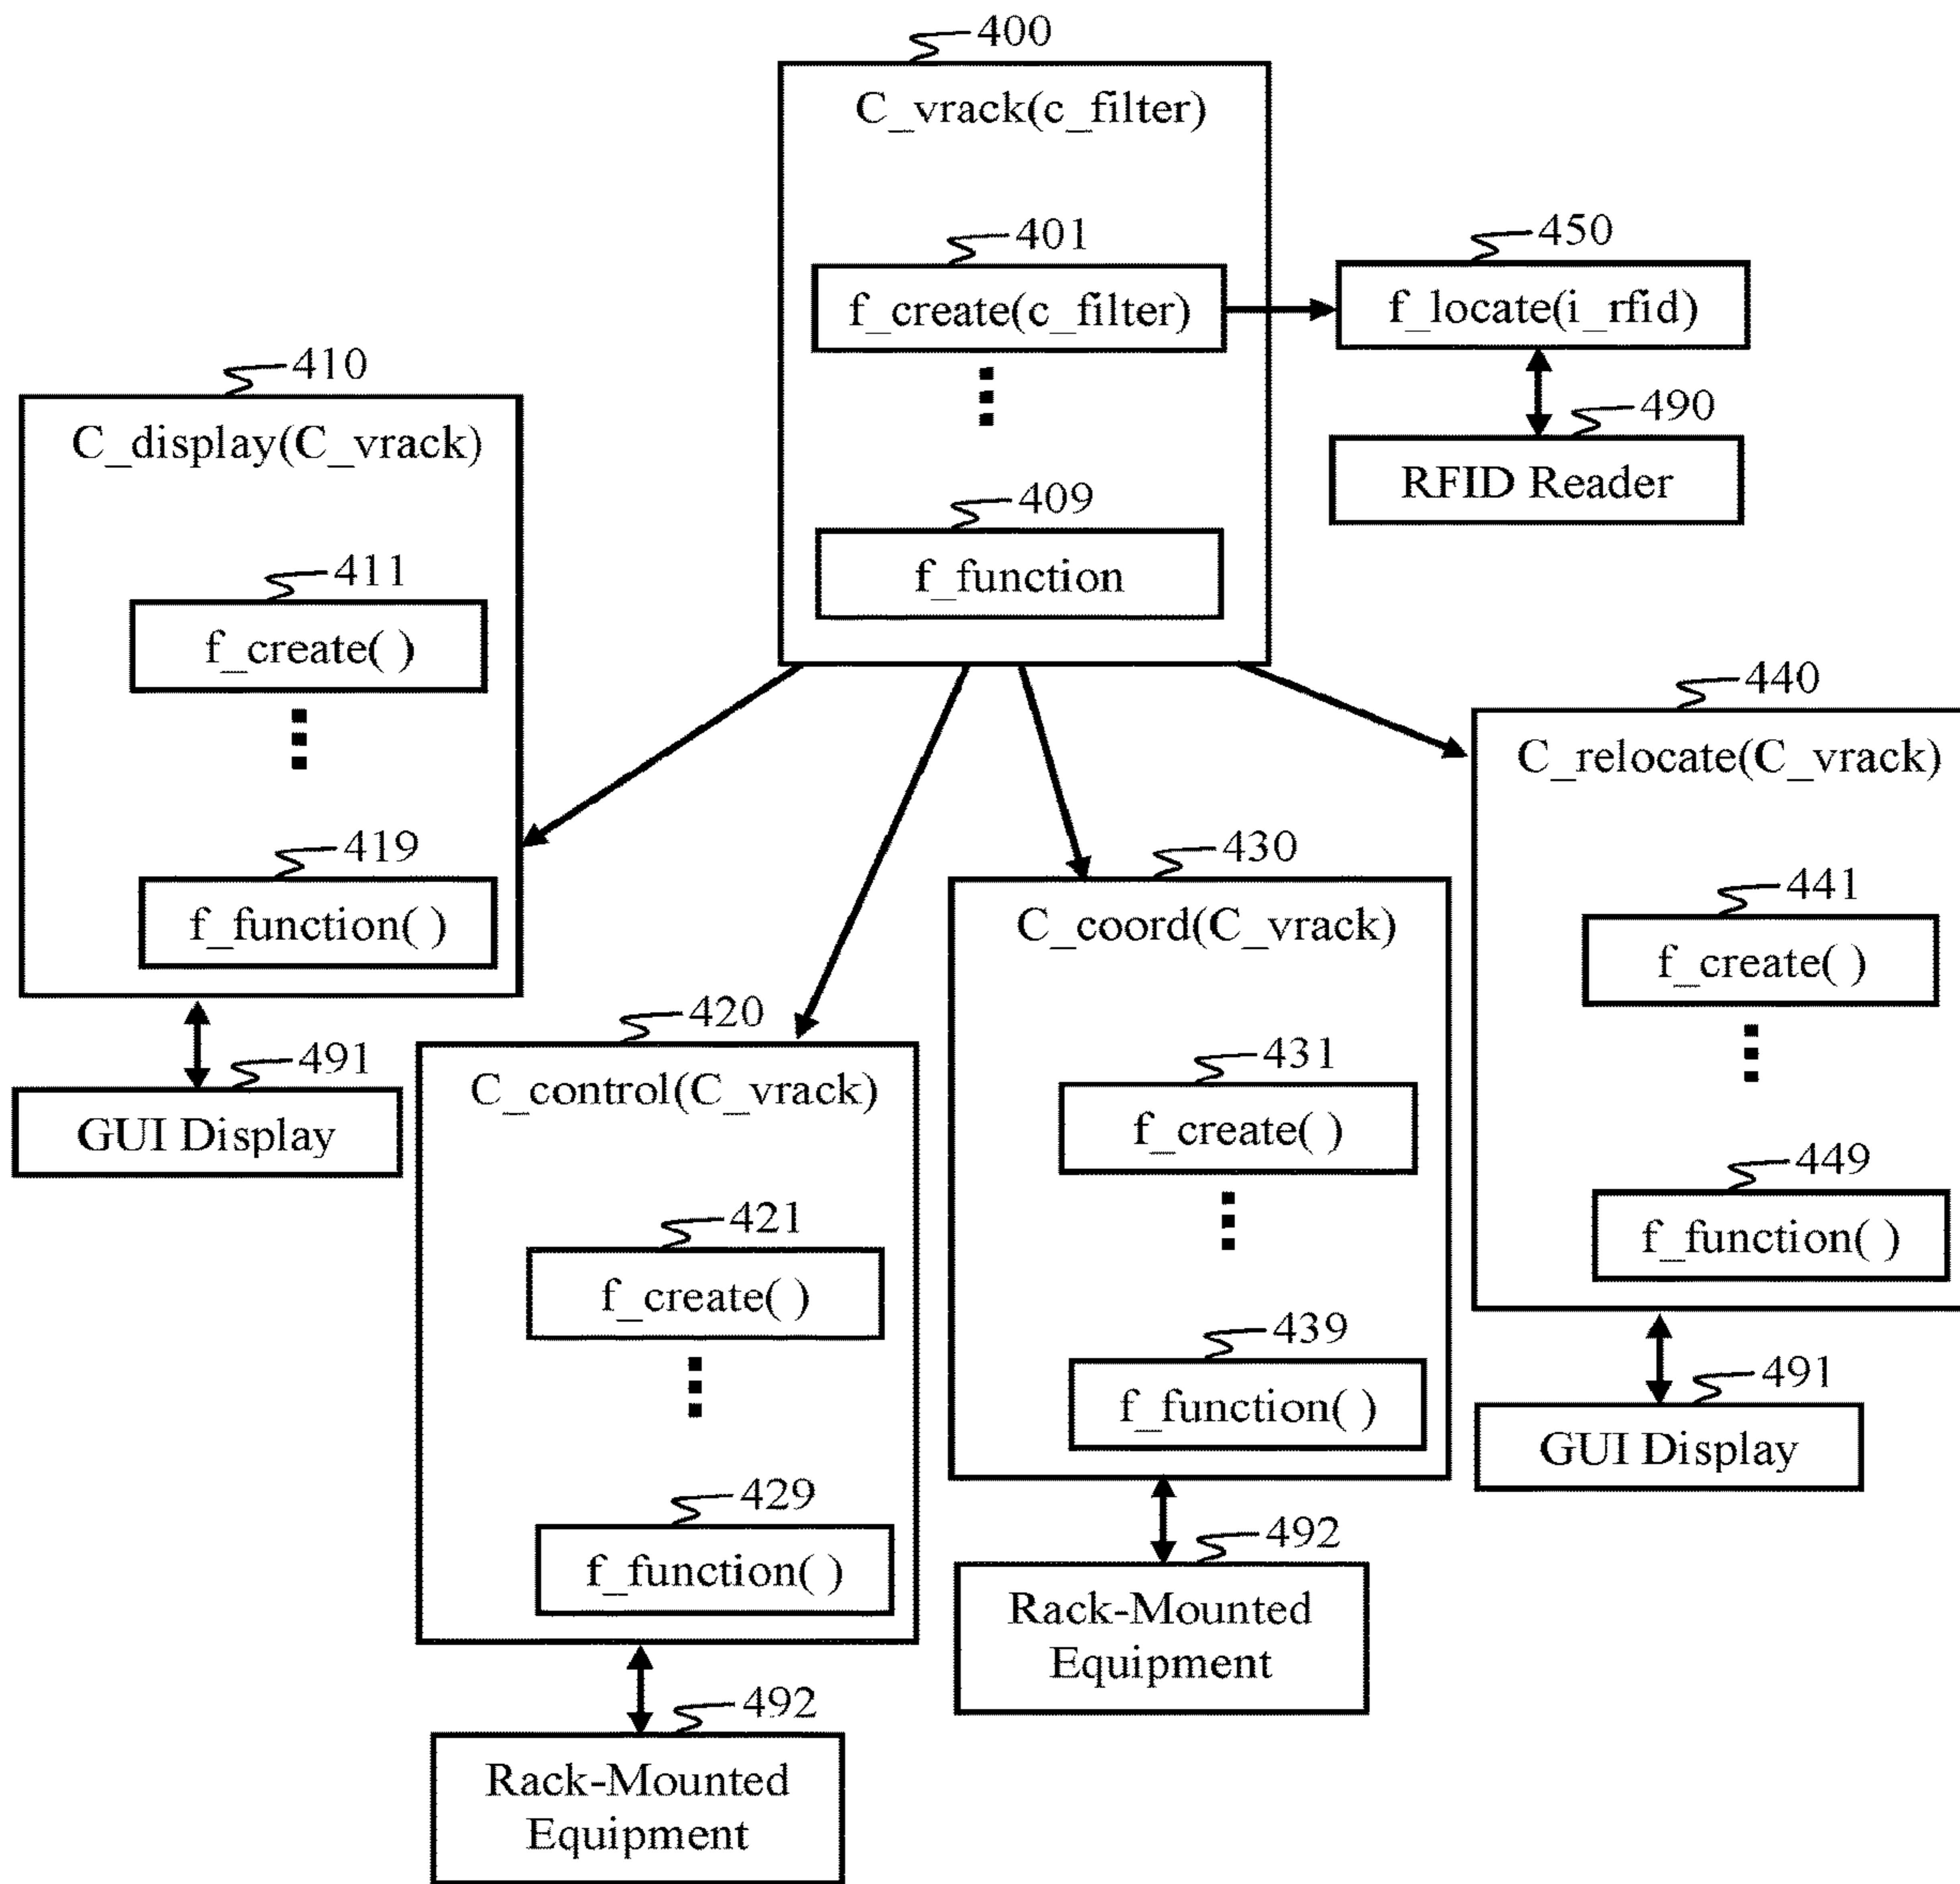 400
C_vrack(c_filter)
401
f_create(c_filter)
450
f_locate(i_rfid)
490
RFID Reader
409
f_function
410
C_display(C_vrack)
411
f_create( )
419
f_function( )
491
GUI Display
420
C_control(C_vrack)
421
f_create( )
429
f_function( )
492
Rack-Mounted
Equipment
430
C_coord(C_vrack)
431
f_create( )
439
f_function( )
492
Rack-Mounted
Equipment
440
C_relocate(C_vrack)
441
f_create( )
449
f_function( )
491
GUI Display